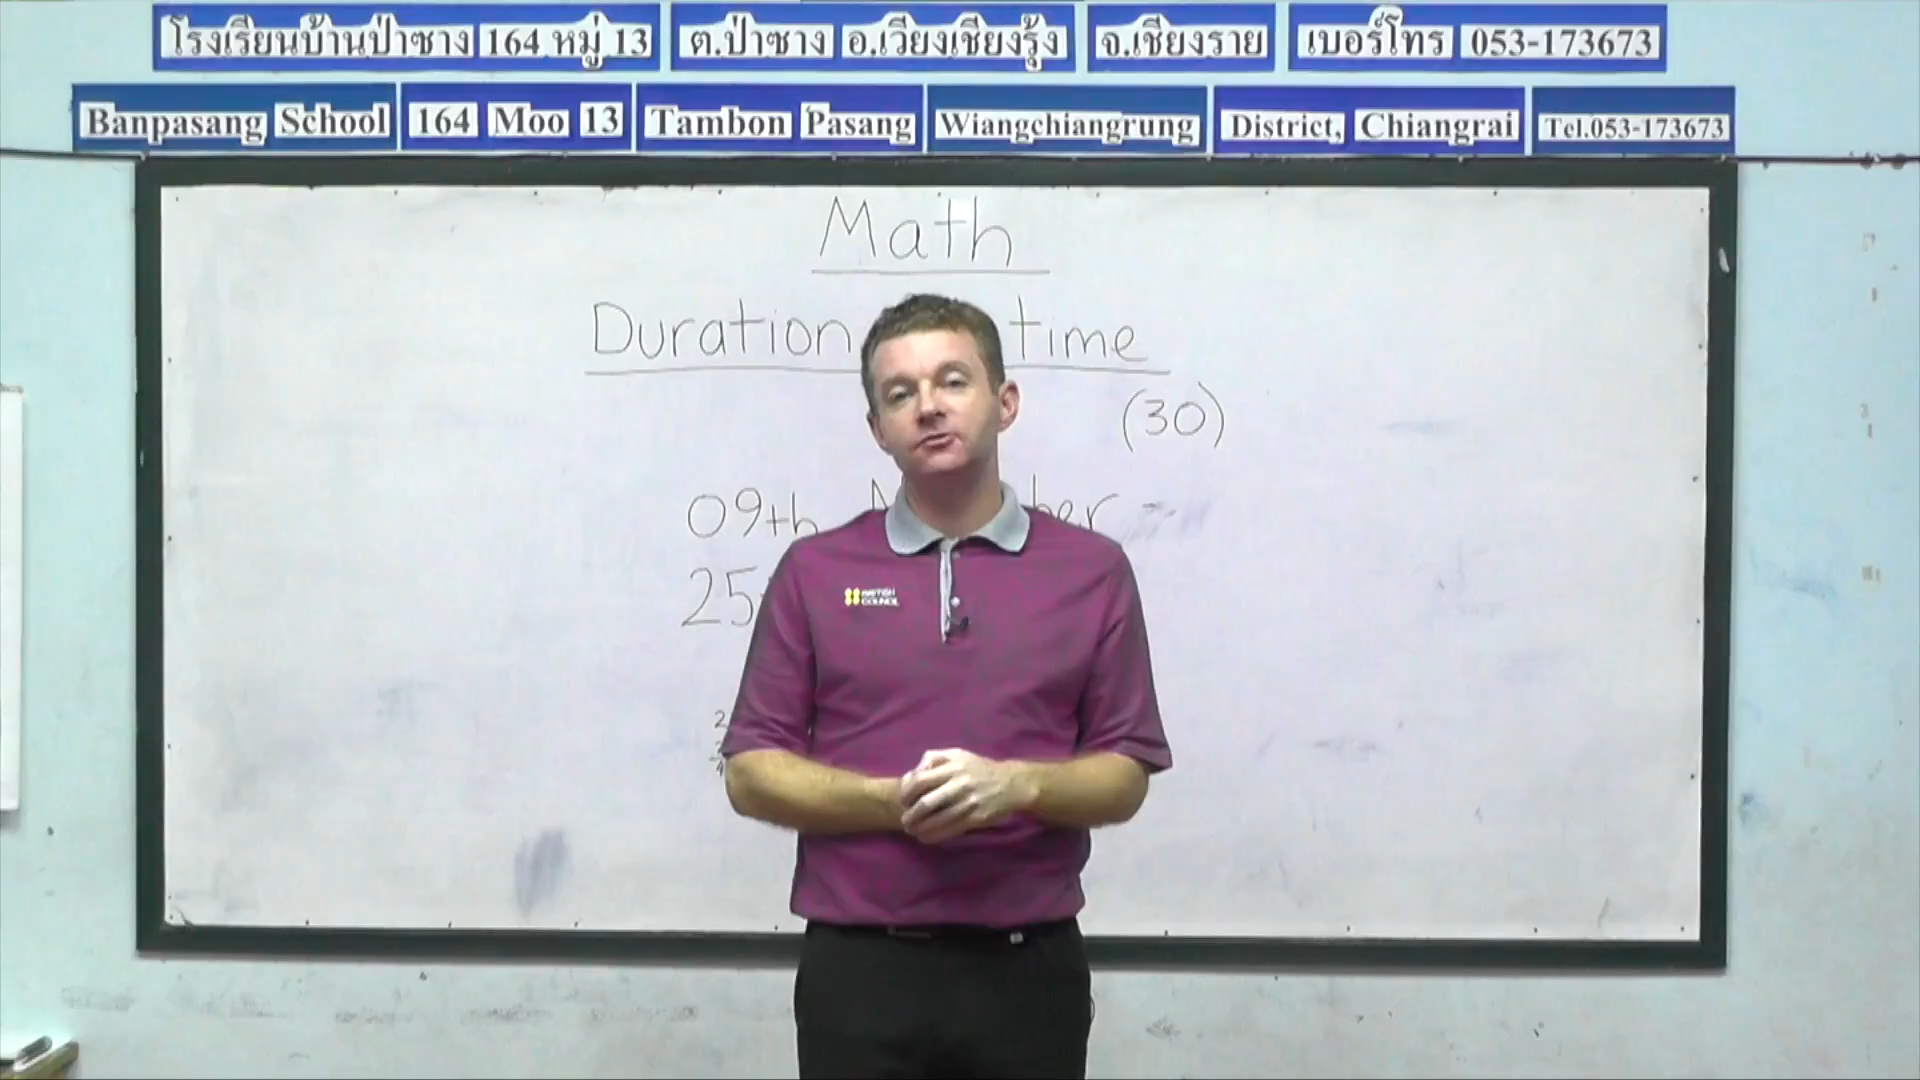 โรงเรียนบ้านป่าซาง 164 หมู่ 13 ต.ป่าซาง อ.เวียงเชียงรุ้ง จ.เชียงราย เบอร์โทร 053-173673
Banpasang School 164 Moo 13 Tambon Pasang Wiangchiangrung District, Chiangrai Tel.053-173673
Math
Duration time
(30)
09th
25
BRITISH
COUNCIL